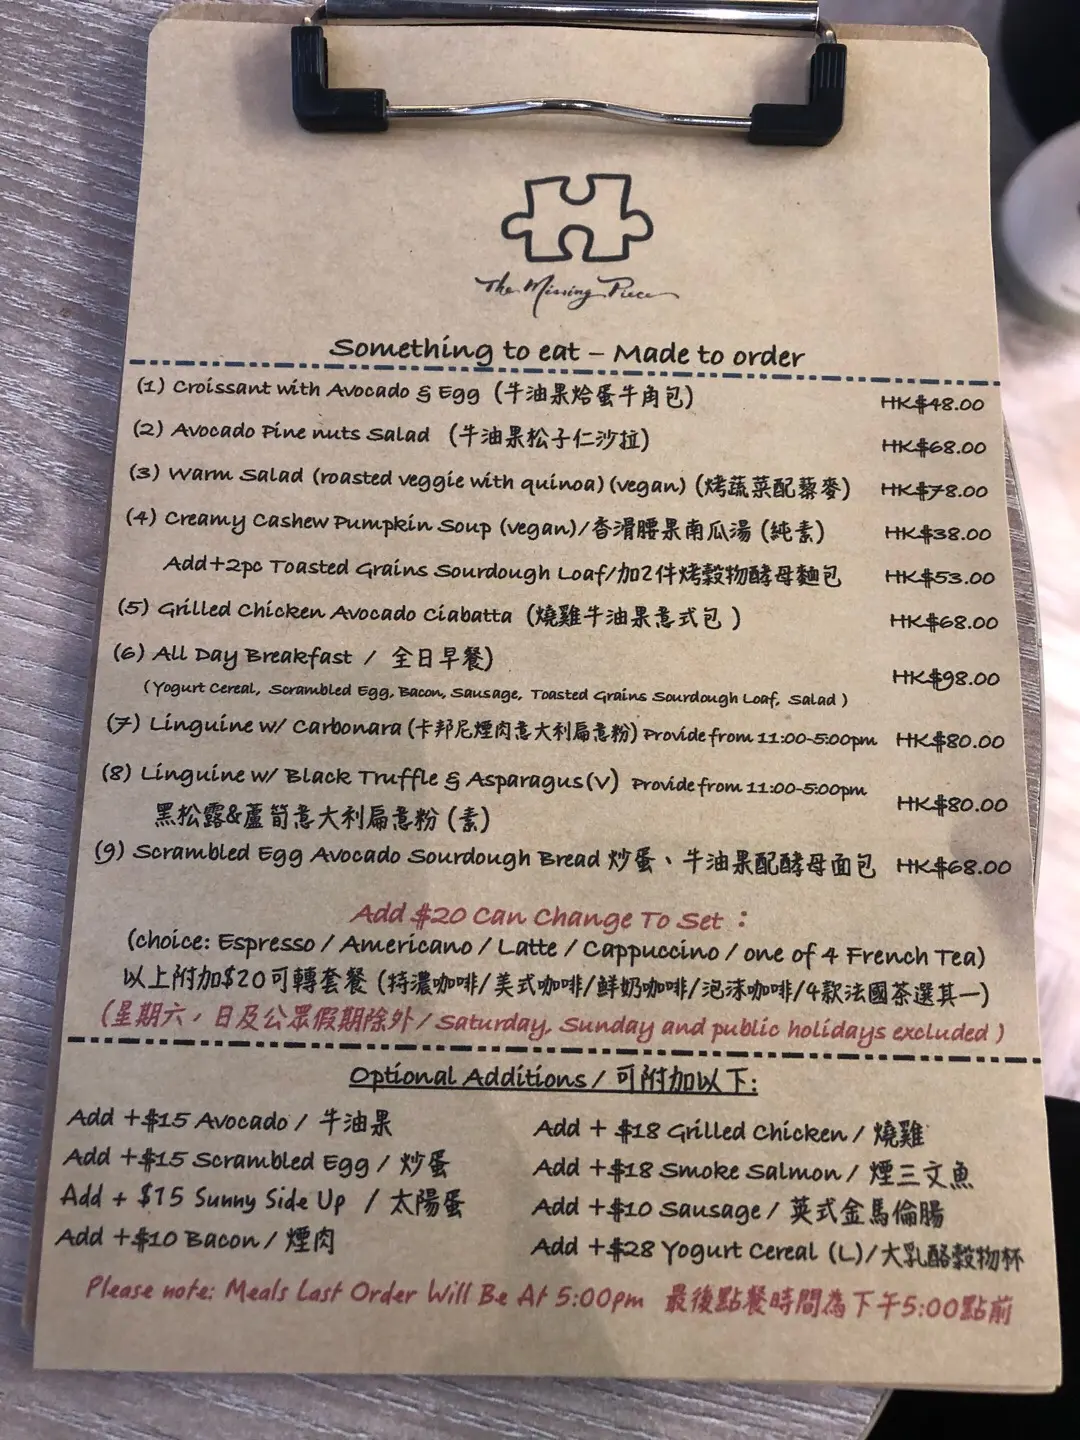 The Missing Piece
Something to eat – Made to order
(1) Croissant with Avocado & Egg (牛油果烚蛋牛角包) HK$48.00
(2) Avocado Pine nuts Salad (牛油果松子仁沙拉) HK$68.00
(3) Warm Salad (roasted veggie with quinoa) (vegan) (烤蔬菜配藜麥) HK$78.00
(4) Creamy Cashew Pumpkin Soup (vegan)/香滑腰果南瓜湯 (純素) HK$38.00
Add+2pc Toasted Grains Sourdough Loaf/加2件烤穀物酵母麵包 HK$53.00
(5) Grilled Chicken Avocado Ciabatta (燒雞牛油果意式包 ) HK$68.00
(6) All Day Breakfast / 全日早餐) HK$98.00
(Yogurt Cereal, Scrambled Egg, Bacon, Sausage, Toasted Grains Sourdough Loaf, Salad )
(7) Linguine w/ Carbonara (卡邦尼煙肉意大利扁意粉) Provide from 11:00-5:00pm HK$80.00
(8) Linguine w/ Black Truffle & Asparagus(V) Provide from 11:00-5:00pm HK$80.00
黑松露&蘆筍意大利扁意粉 (素)
(9) Scrambled Egg Avocado Sourdough Bread 炒蛋、牛油果配酵母面包 HK$68.00
Add $20 Can Change To Set :
(choice: Espresso / Americano / Latte / Cappuccino / one of 4 French Tea)
以上附加$20可轉套餐 (特濃咖啡/美式咖啡/鮮奶咖啡/泡沫咖啡/4款法國茶選其一)
(星期六，日及公眾假期除外 / Saturday, Sunday and public holidays excluded )
Optional Additions / 可附加以下:
Add +$15 Avocado / 牛油果
Add +$15 Scrambled Egg / 炒蛋
Add + $15 Sunny Side Up / 太陽蛋
Add +$10 Bacon / 煙肉
Add + $18 Grilled Chicken / 燒雞
Add +$18 Smoke Salmon / 煙三文魚
Add +$10 Sausage / 英式金馬倫腸
Add +$28 Yogurt Cereal (L)/大乳酪穀物杯
Please note: Meals Last Order Will Be At 5:00pm 最後點餐時間為下午5:00點前